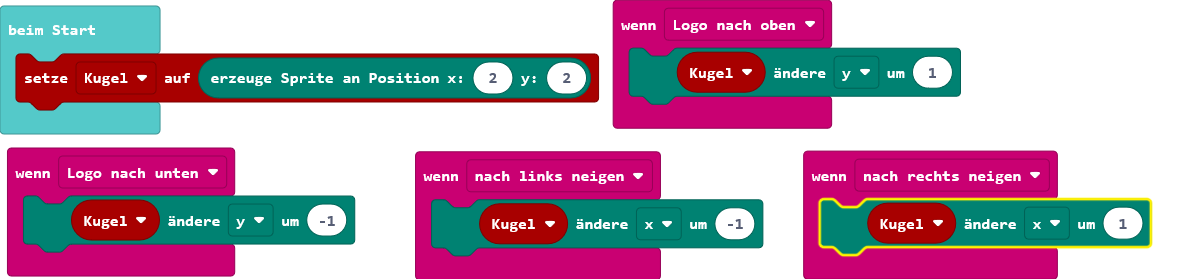 beim Start
setze Kugel auf erzeuge Sprite an Position x: 2 y: 2
wenn Logo nach oben
Kugel ändere y um 1
wenn Logo nach unten
Kugel ändere y um -1
wenn nach links neigen
Kugel ändere x um -1
wenn nach rechts neigen
Kugel ändere x um 1